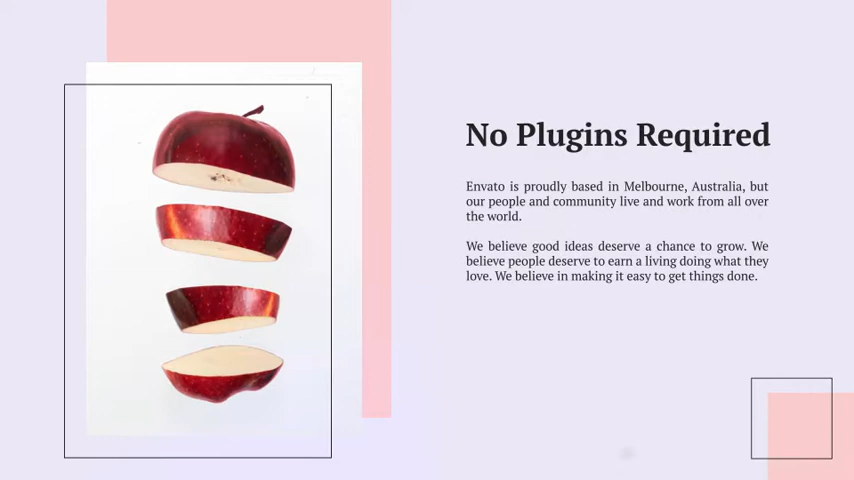 No Plugins Required
Envato is proudly based in Melbourne, Australia, but
our people and community live and work from all over
the world.
We believe good ideas deserve a chance to grow. We
believe people deserve to earn a living doing what they
love. We believe in making it easy to get things done.